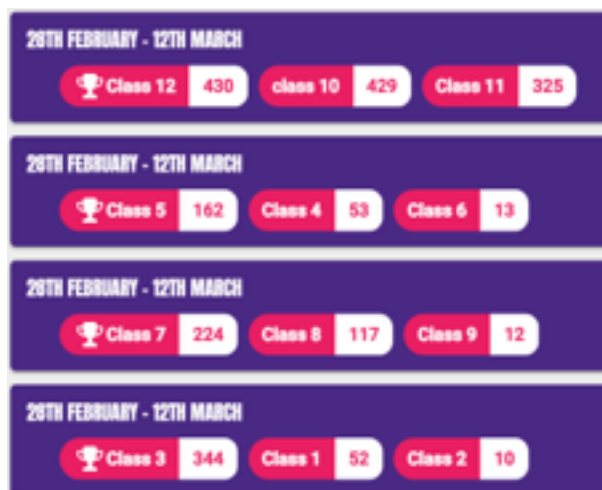 28TH FEBRUARY - 12TH MARCH
Class 12 430 class 10 429 Class 11 325
28TH FEBRUARY - 12TH MARCH
Class 5 162 Class 4 53 Class 6 13
28TH FEBRUARY - 12TH MARCH
Class 7 224 Class 8 117 Class 9 12
28TH FEBRUARY - 12TH MARCH
Class 3 344 Class 1 52 Class 2 10